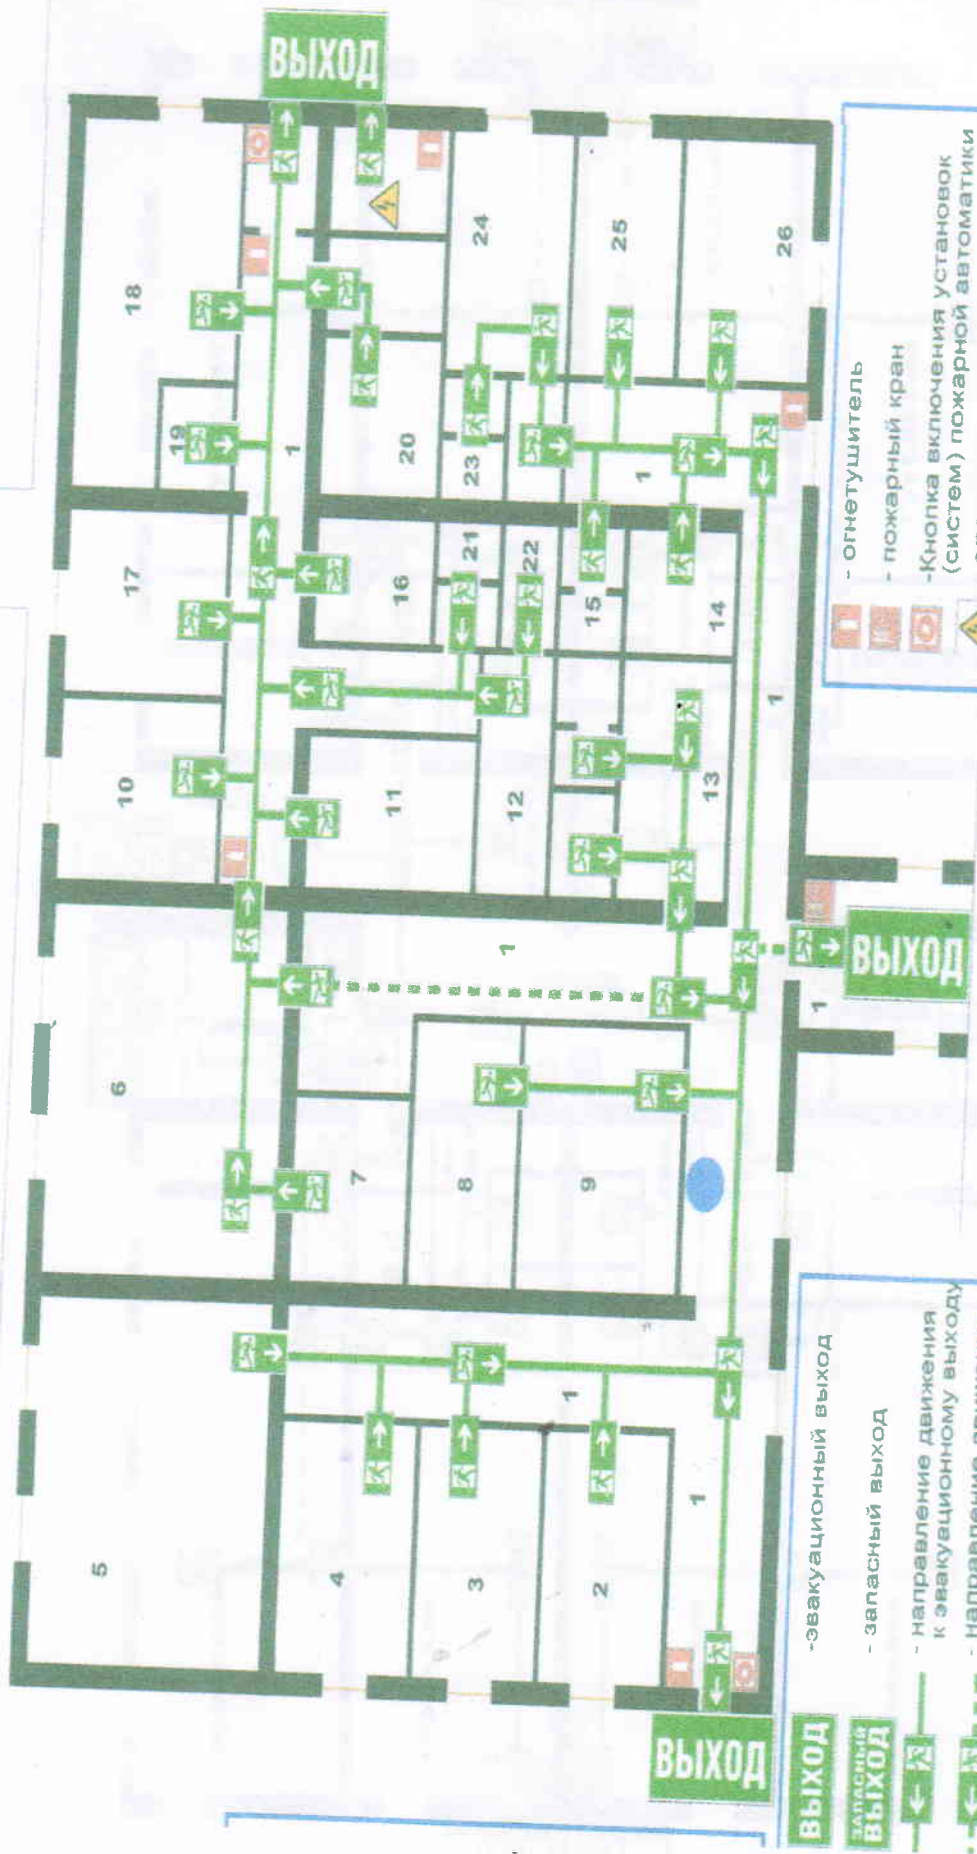 ВЫХОД
18
19
17
10
6
5
1
20
24
25
26
23
1
16
21
22
15
14
11
12
13
1
1
7
8
9
1
4
3
2
1
1
ВЫХОД
ВЫХОД
ВЫХОД
-эвакуационный выход
ЗАПАСНЫЙ
ВЫХОД
- запасный выход
- направление движения
к эвакуационному выходу
- направление
- огнетушитель
- пожарный кран
-Кнопка включения установок
(систем) пожарной автоматики